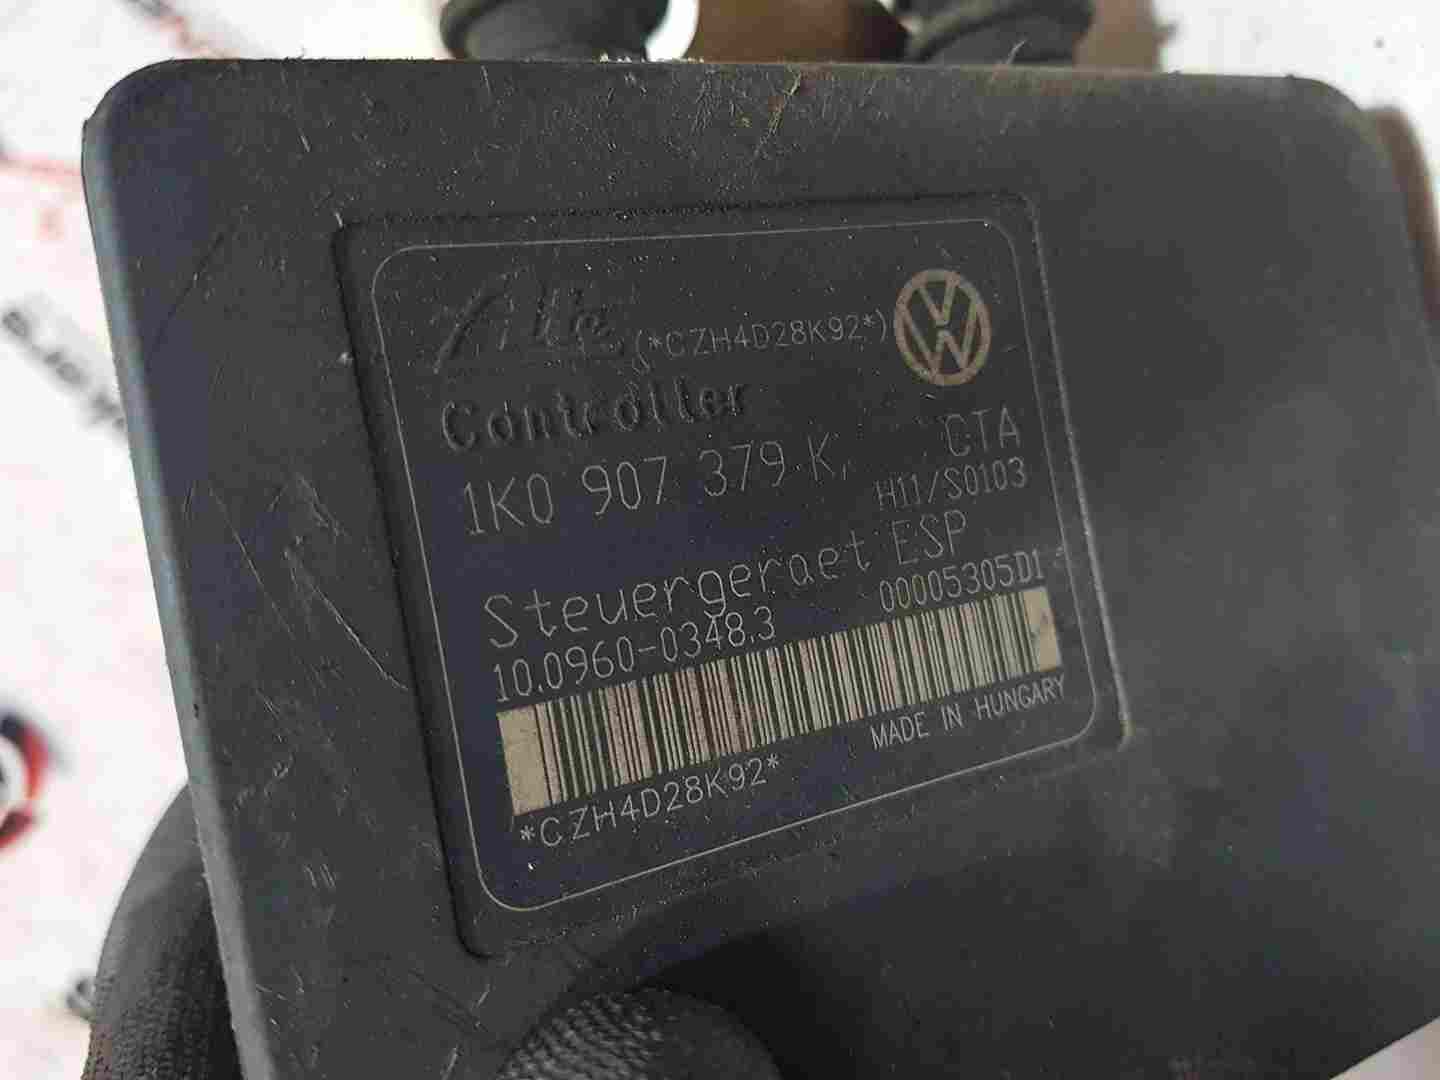 Ate
(*CZH4D28K92*)
Controller
CTA
1K0 907 379 K
H11/S0103
Steuergeraet ESP
10.0960-0348.3
00005305D1
MADE IN HUNGARY
*CZH4D28K92*